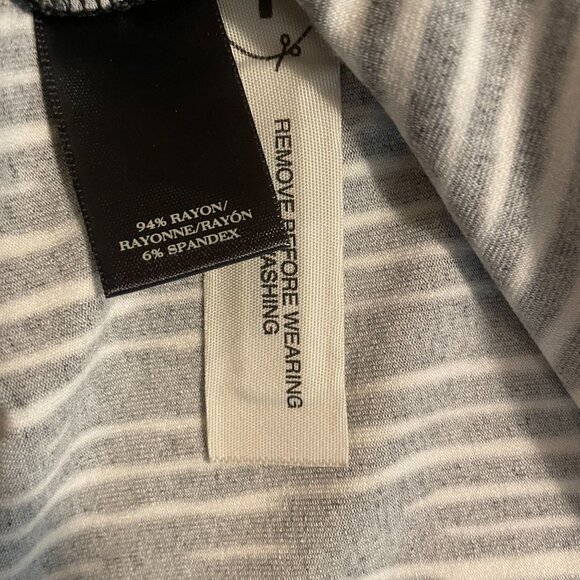 94% RAYON/
RAYONNE/RAYÓN
6% SPANDEX
REMOVE BEFORE WEARING
WASHING